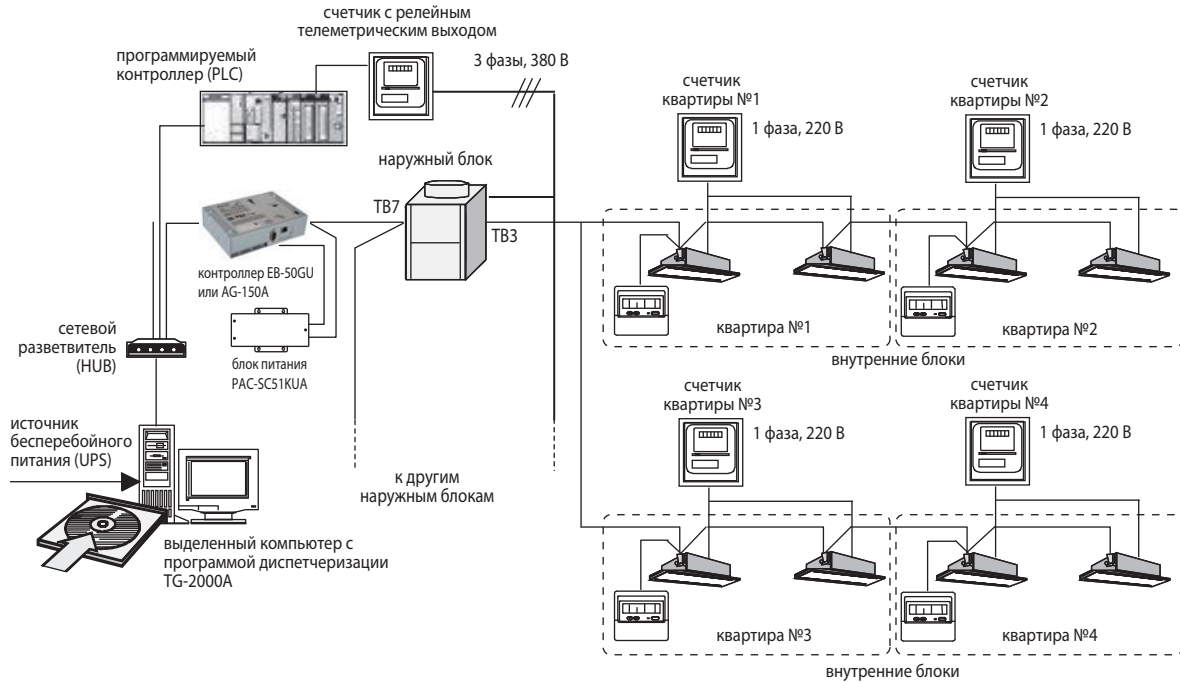 счетчик с релейным
телеметрическим выходом
программируемый
контроллер (PLC)
3 фазы, 380 В
наружный блок
TB7
TB3
контроллер EB-50GU
или AG-150A
сетевой
разветвитель
(HUB)
блок питания
PAC-SC51KUA
источник
бесперебойного
питания (UPS)
к другим
наружным блокам
выделенный компьютер с
программой диспетчеризации
TG-2000A
счетчик
квартиры №1
1 фаза, 220 В
счетчик
квартиры №2
1 фаза, 220 В
квартира №1
квартира №2
внутренние блоки
счетчик
квартиры №3
1 фаза, 220 В
счетчик
квартиры №4
1 фаза, 220 В
квартира №3
квартира №4
внутренние блоки